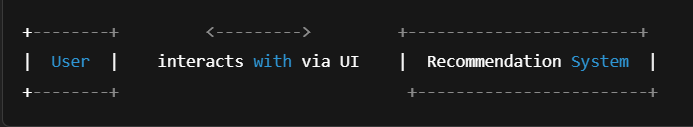 +--------+         <--------->         +------------------------+
|  User  |    interacts with via UI    |  Recommendation System  |
+--------+                              +------------------------+